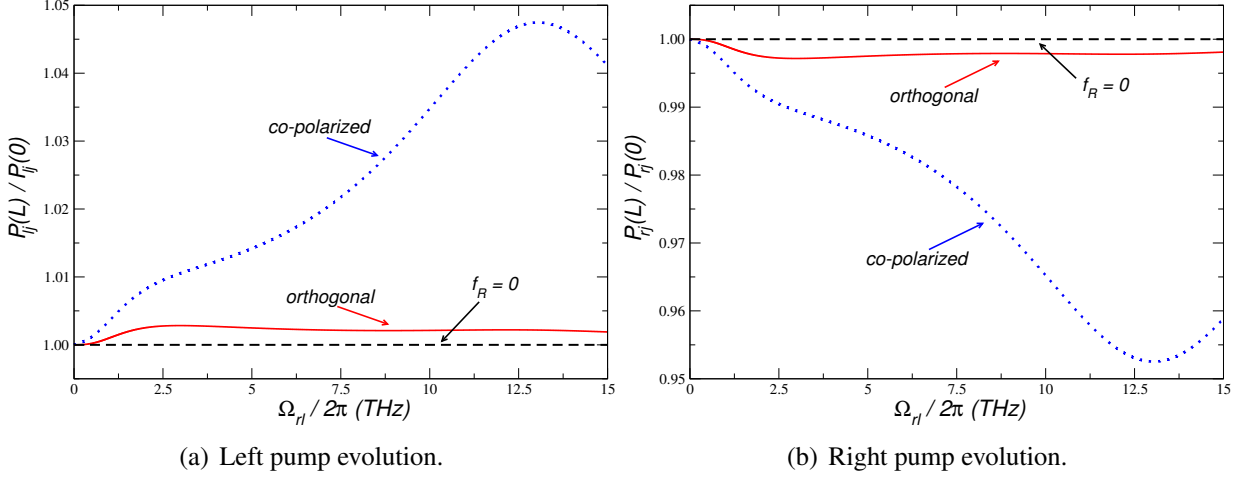 1.05
1.04
1.03
1.02
1.01
1.00
P_lj(L) / P_lj(0)
co-polarized
orthogonal
f_R = 0
0 2.5 5 7.5 10 12.5 15
Ω_rl / 2π (THz)
(a) Left pump evolution.
1.00
0.99
0.98
0.97
0.96
0.95
P_rj(L) / P_rj(0)
orthogonal
f_R = 0
co-polarized
0 2.5 5 7.5 10 12.5 15
Ω_rl / 2π (THz)
(b) Right pump evolution.